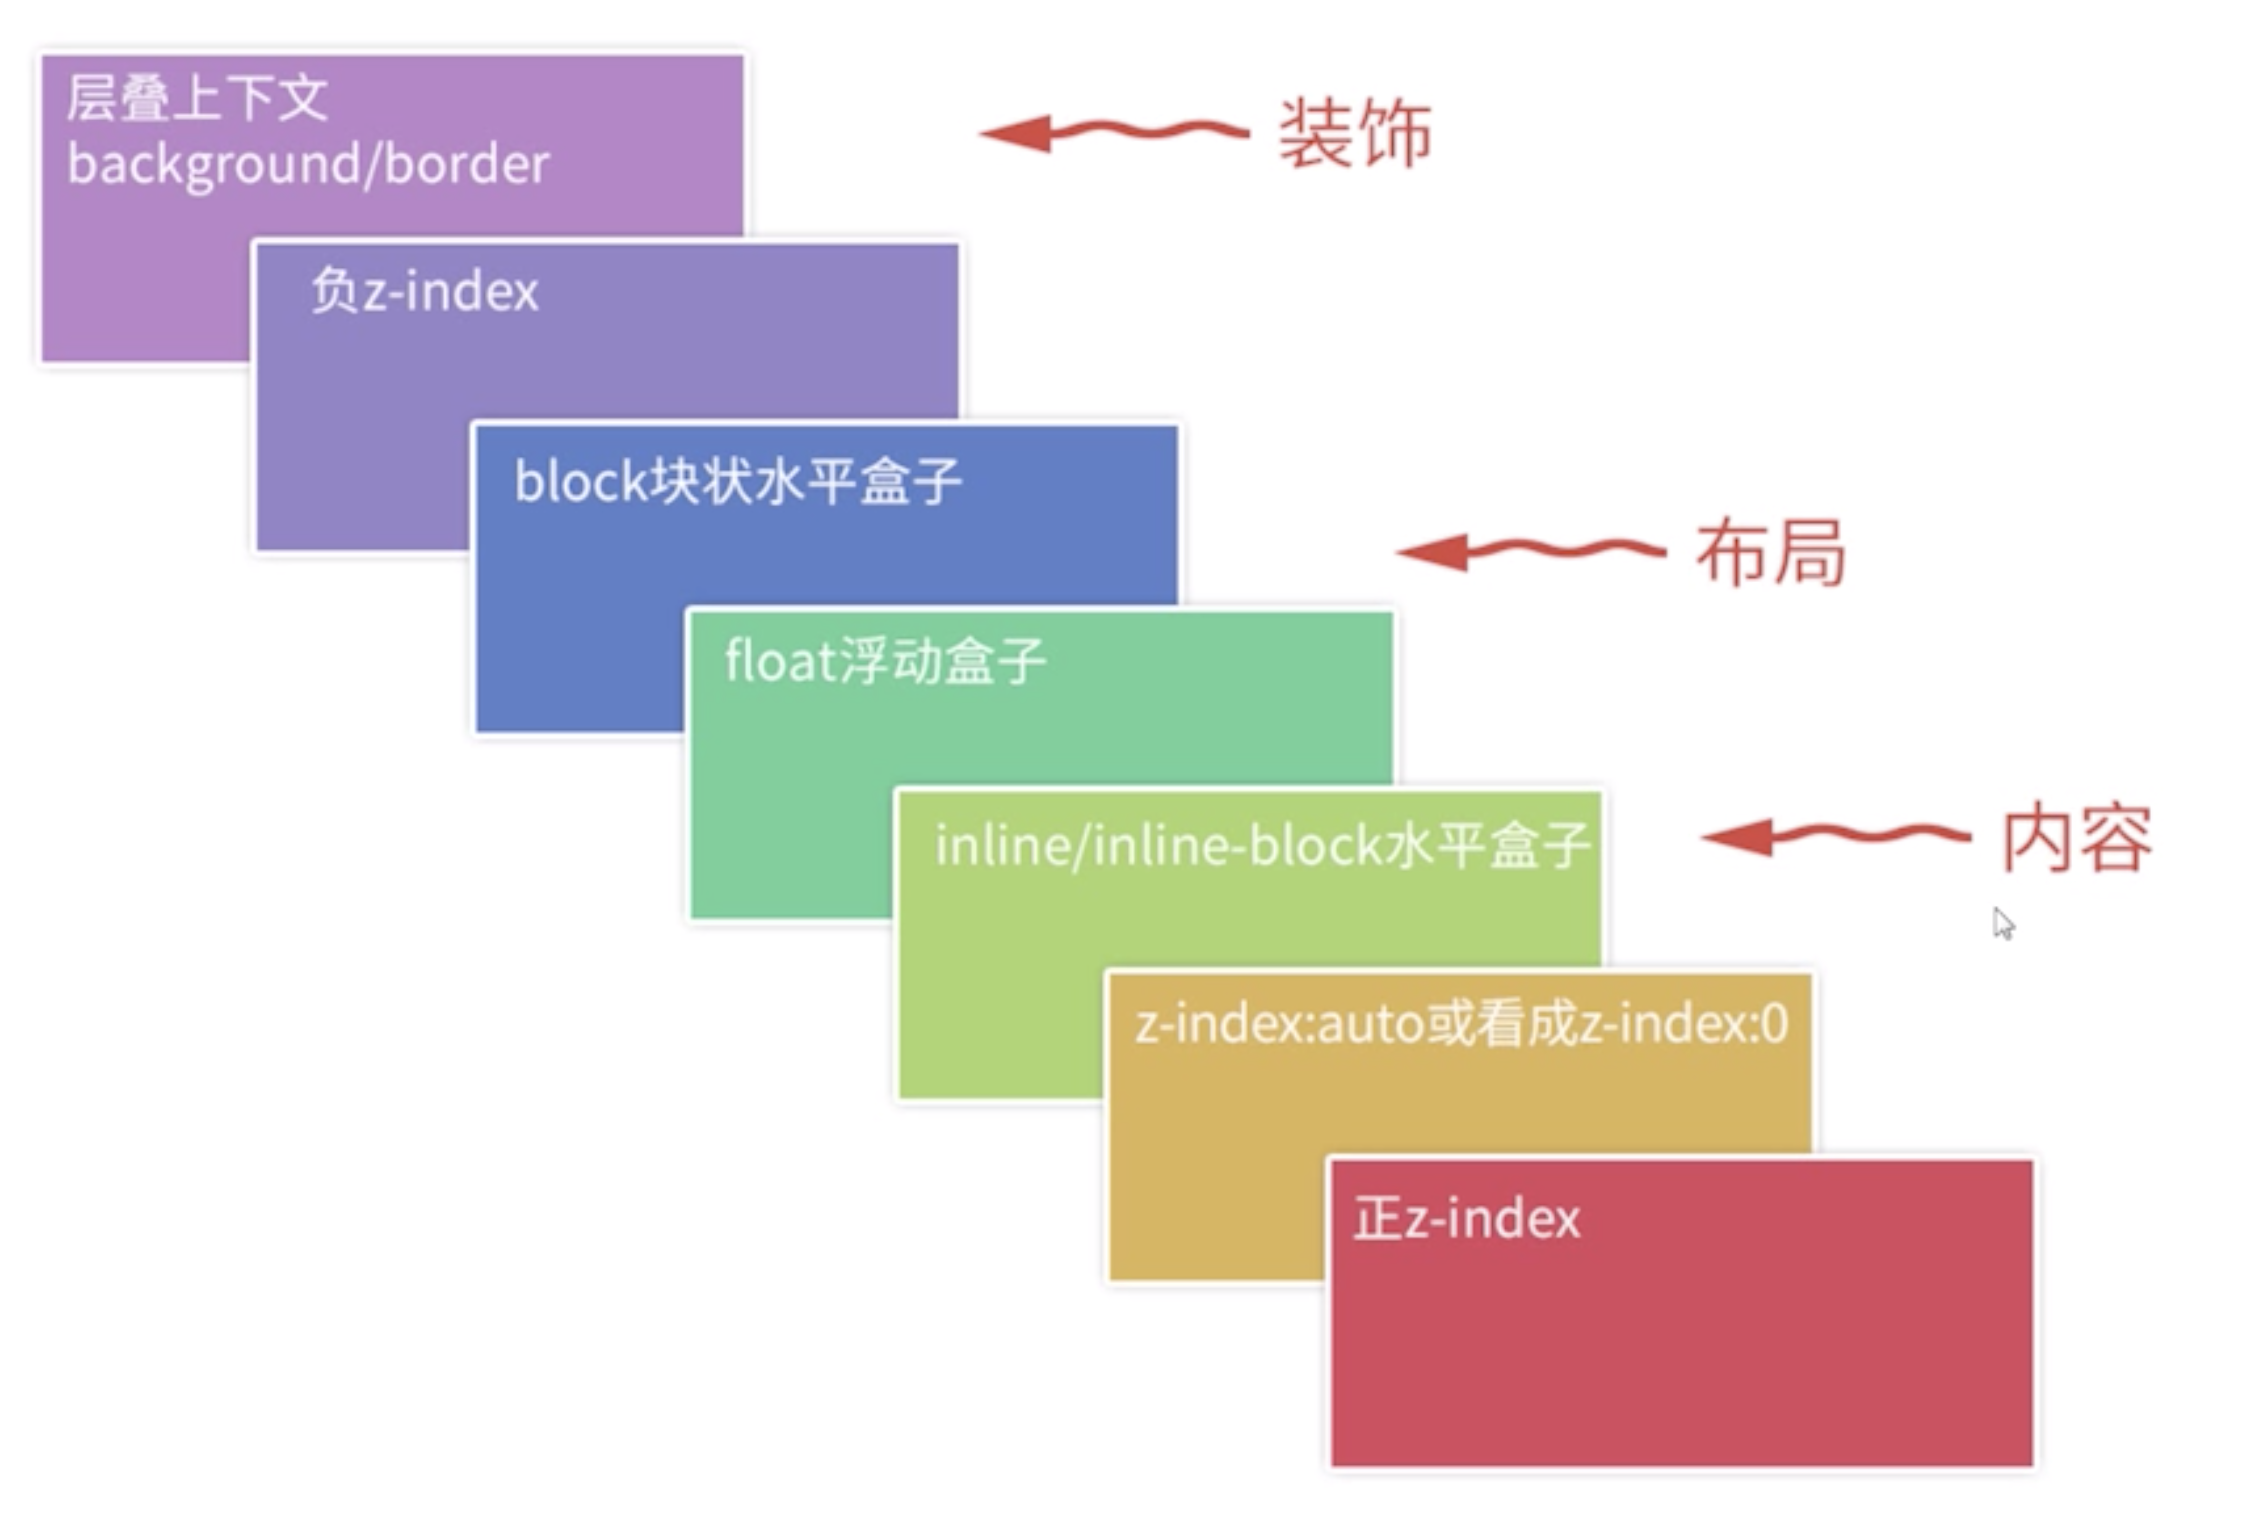 层叠上下文
background/border
装饰
负z-index
block块状水平盒子
布局
float浮动盒子
inline/inline-block水平盒子
内容
z-index:auto或看成z-index:0
正z-index